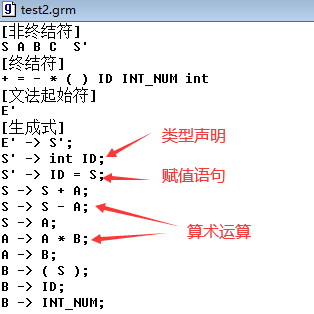 test2.grm
[非终结符]
S A B C S'
[终结符]
+ = - * ( ) ID INT_NUM int
[文法起始符]
E'
[生成式]
E' -> S';
S' -> int ID;
S' -> ID = S;
S -> S + A;
S -> S - A;
S -> A;
A -> A * B;
A -> B;
B -> ( S );
B -> ID;
B -> INT_NUM;
类型声明
赋值语句
算术运算